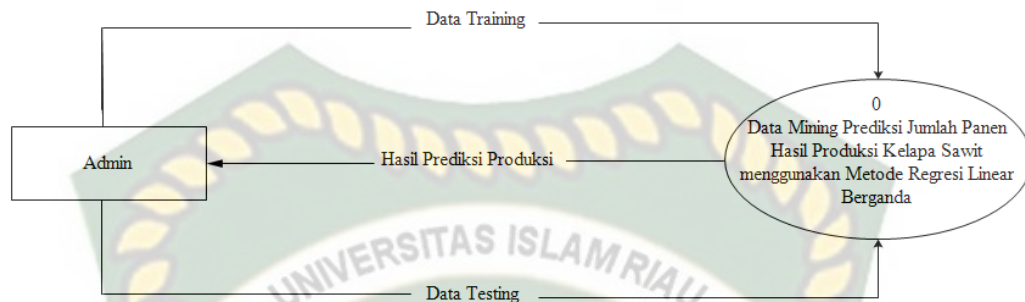 Data Training
0
Data Mining Prediksi Jumlah Panen
Hasil Produksi Kelapa Sawit
menggunakan Metode Regresi Linear
Berganda
Admin
Hasil Prediksi Produksi
UNIVERSITAS ISLAM RIAU
Data Testing